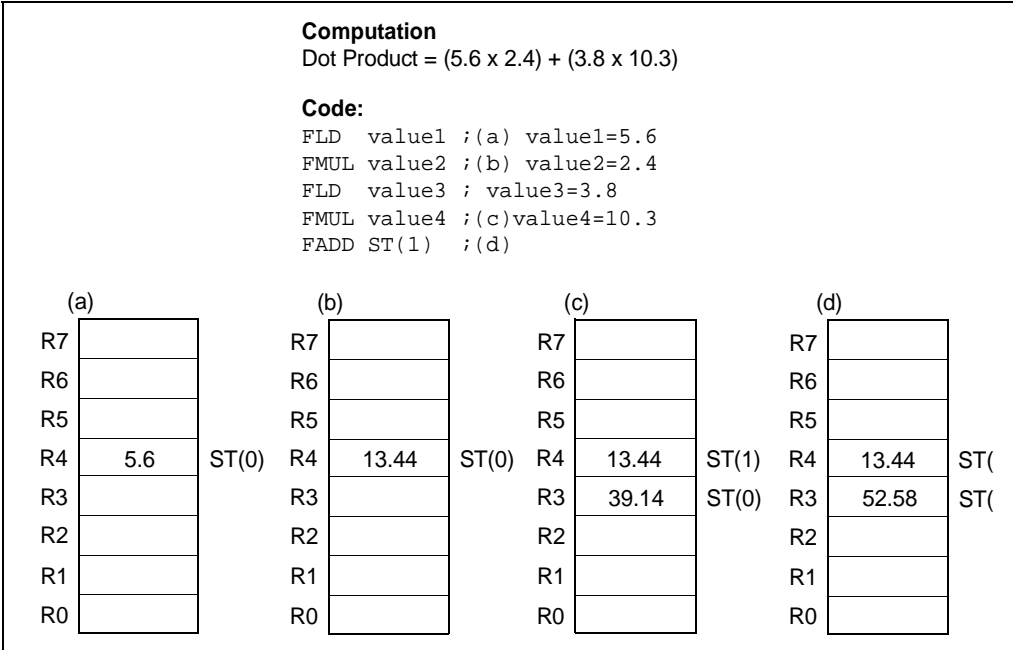 Computation
Dot Product = (5.6 x 2.4) + (3.8 x 10.3)
Code:
FLD value1 ;(a) value1=5.6
FMUL value2 ;(b) value2=2.4
FLD value3 ; value3=3.8
FMUL value4 ;(c)value4=10.3
FADD ST(1) ;(d)
(a) (b) (c) (d)
R7 R7 R7 R7
R6 R6 R6 R6
R5 R5 R5 R5
R4 5.6 ST(0) R4 13.44 ST(0) R4 13.44 ST(1) R4 13.44 ST(
R3 R3 R3 39.14 ST(0) R3 52.58 ST(
R2 R2 R2 R2
R1 R1 R1 R1
R0 R0 R0 R0